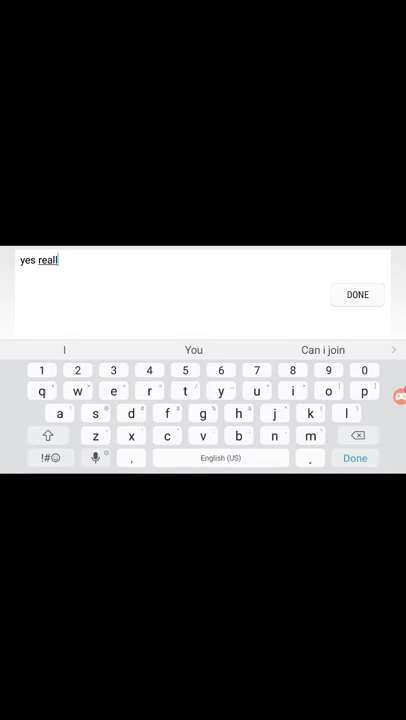 yes reall
DONE
I You Can i join
1 2 3 4 5 6 7 8 9 0
q w e r t y u i o p
a s d f g h j k l
z x c v b n m
!#☺ , English (US) . Done